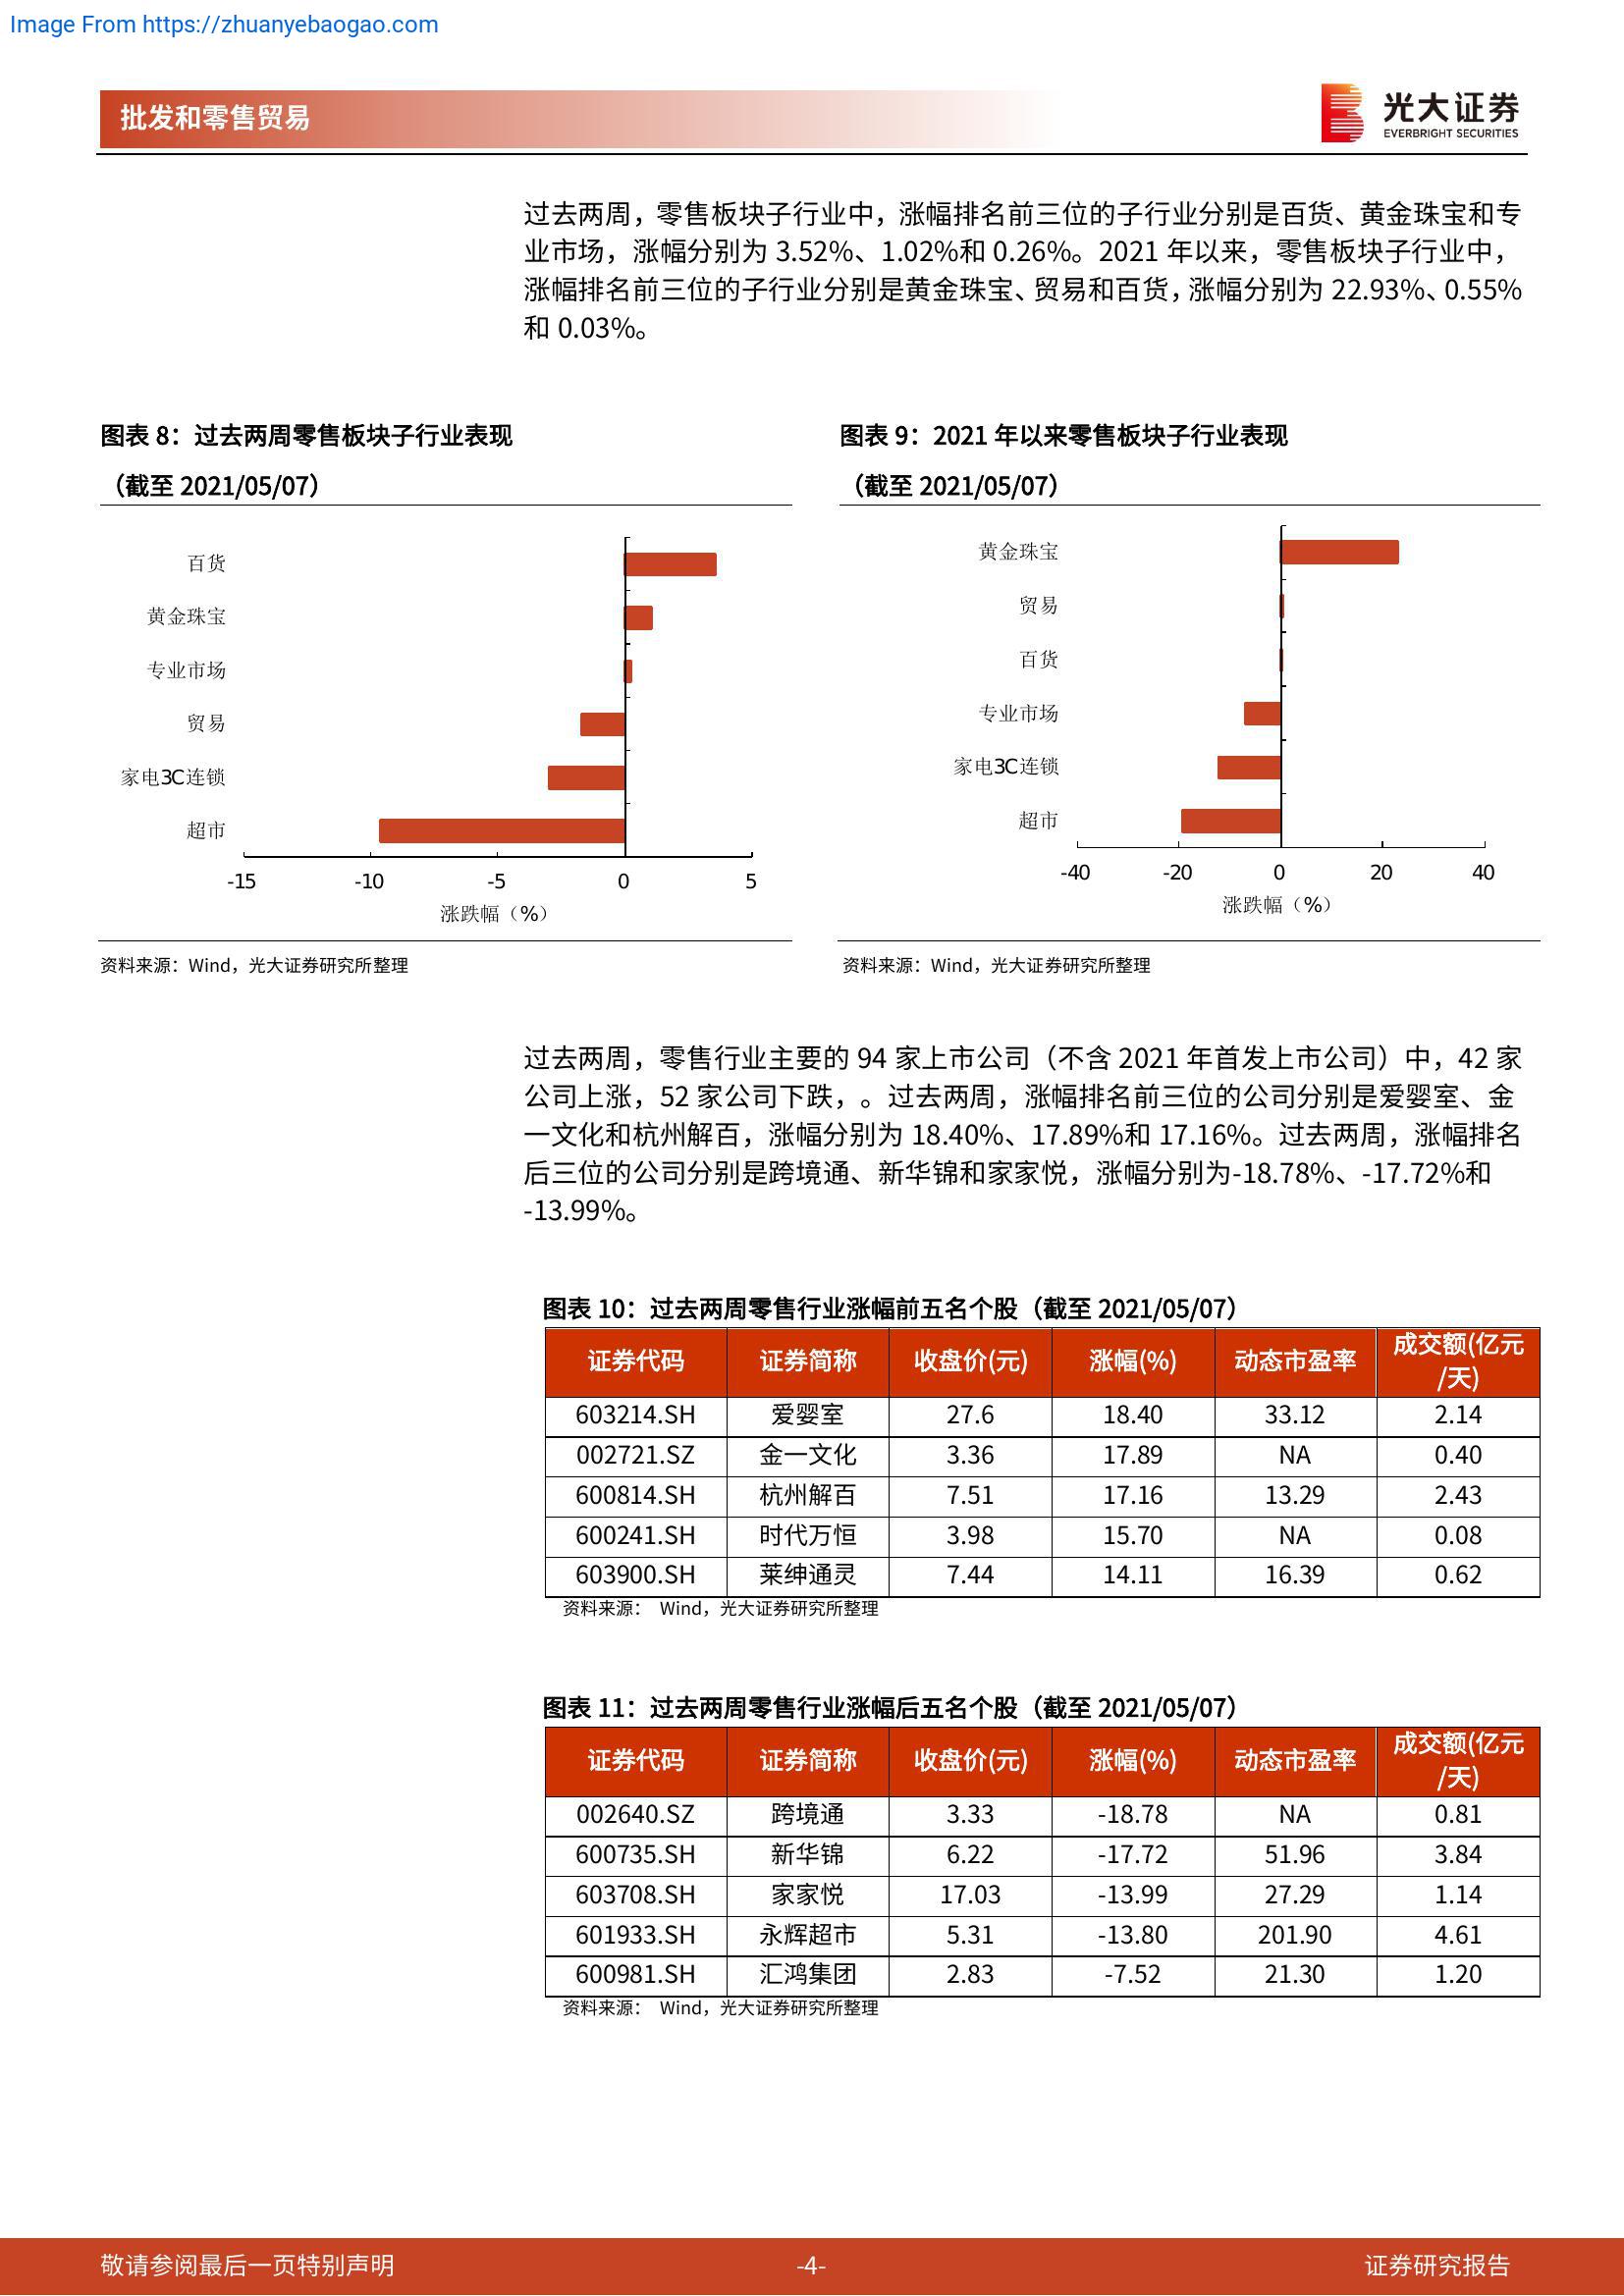 Image From https://zhuanyebaogao.com
批发和零售贸易
光大证券
EVERBRIGHT SECURITIES
过去两周，零售板块子行业中，涨幅排名前三位的子行业分别是百货、黄金珠宝和专
业市场，涨幅分别为 3.52%、1.02%和 0.26%。2021 年以来，零售板块子行业中，
涨幅排名前三位的子行业分别是黄金珠宝、贸易和百货，涨幅分别为 22.93%、0.55%
和 0.03%。
图表 8：过去两周零售板块子行业表现
（截至 2021/05/07）
百货
黄金珠宝
专业市场
贸易
家电3C连锁
超市
-15 -10 -5 0 5
涨跌幅（%）
资料来源：Wind，光大证券研究所整理
图表 9：2021 年以来零售板块子行业表现
（截至 2021/05/07）
黄金珠宝
贸易
百货
专业市场
家电3C连锁
超市
-40 -20 0 20 40
涨跌幅（%）
资料来源：Wind，光大证券研究所整理
过去两周，零售行业主要的 94 家上市公司（不含 2021 年首发上市公司）中，42 家
公司上涨，52 家公司下跌，。过去两周，涨幅排名前三位的公司分别是爱婴室、金
一文化和杭州解百，涨幅分别为 18.40%、17.89%和 17.16%。过去两周，涨幅排名
后三位的公司分别是跨境通、新华锦和家家悦，涨幅分别为-18.78%、-17.72%和
-13.99%。
图表 10：过去两周零售行业涨幅前五名个股（截至 2021/05/07）
证券代码 证券简称 收盘价(元) 涨幅(%) 动态市盈率 成交额(亿元
/天)
603214.SH 爱婴室 27.6 18.40 33.12 2.14
002721.SZ 金一文化 3.36 17.89 NA 0.40
600814.SH 杭州解百 7.51 17.16 13.29 2.43
600241.SH 时代万恒 3.98 15.70 NA 0.08
603900.SH 莱绅通灵 7.44 14.11 16.39 0.62
资料来源： Wind，光大证券研究所整理
图表 11：过去两周零售行业涨幅后五名个股（截至 2021/05/07）
证券代码 证券简称 收盘价(元) 涨幅(%) 动态市盈率 成交额(亿元
/天)
002640.SZ 跨境通 3.33 -18.78 NA 0.81
600735.SH 新华锦 6.22 -17.72 51.96 3.84
603708.SH 家家悦 17.03 -13.99 27.29 1.14
601933.SH 永辉超市 5.31 -13.80 201.90 4.61
600981.SH 汇鸿集团 2.83 -7.52 21.30 1.20
资料来源： Wind，光大证券研究所整理
敬请参阅最后一页特别声明 -4- 证券研究报告